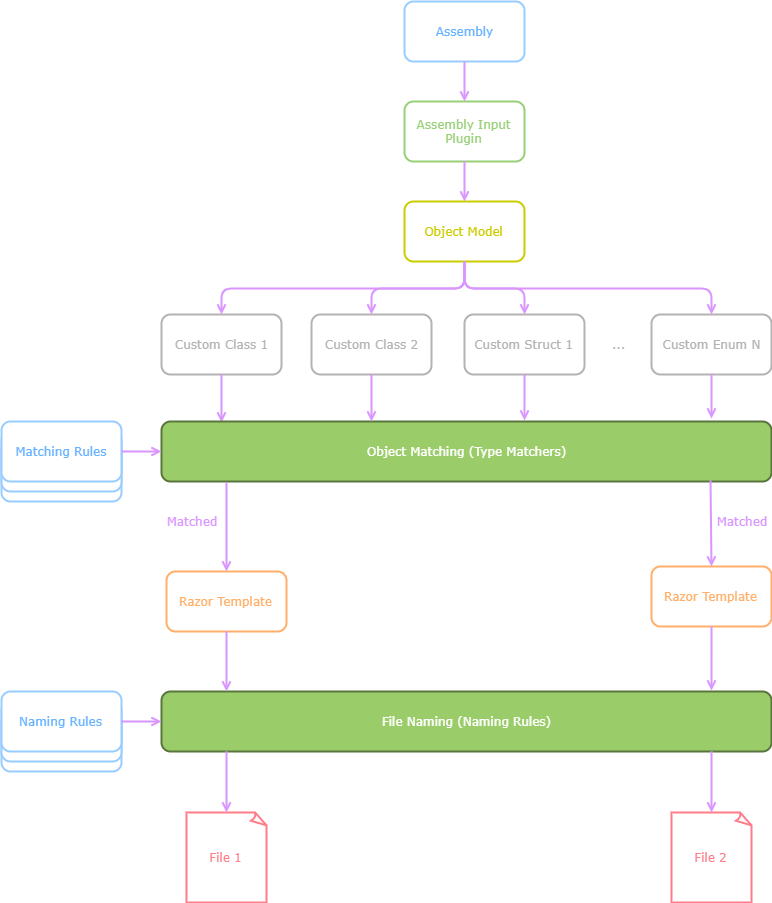 Assembly
Assembly Input
Plugin
Object Model
Custom Class 1
Custom Class 2
Custom Struct 1
...
Custom Enum N
Matching Rules
Object Matching (Type Matchers)
Matched
Matched
Razor Template
Razor Template
Naming Rules
File Naming (Naming Rules)
File 1
File 2